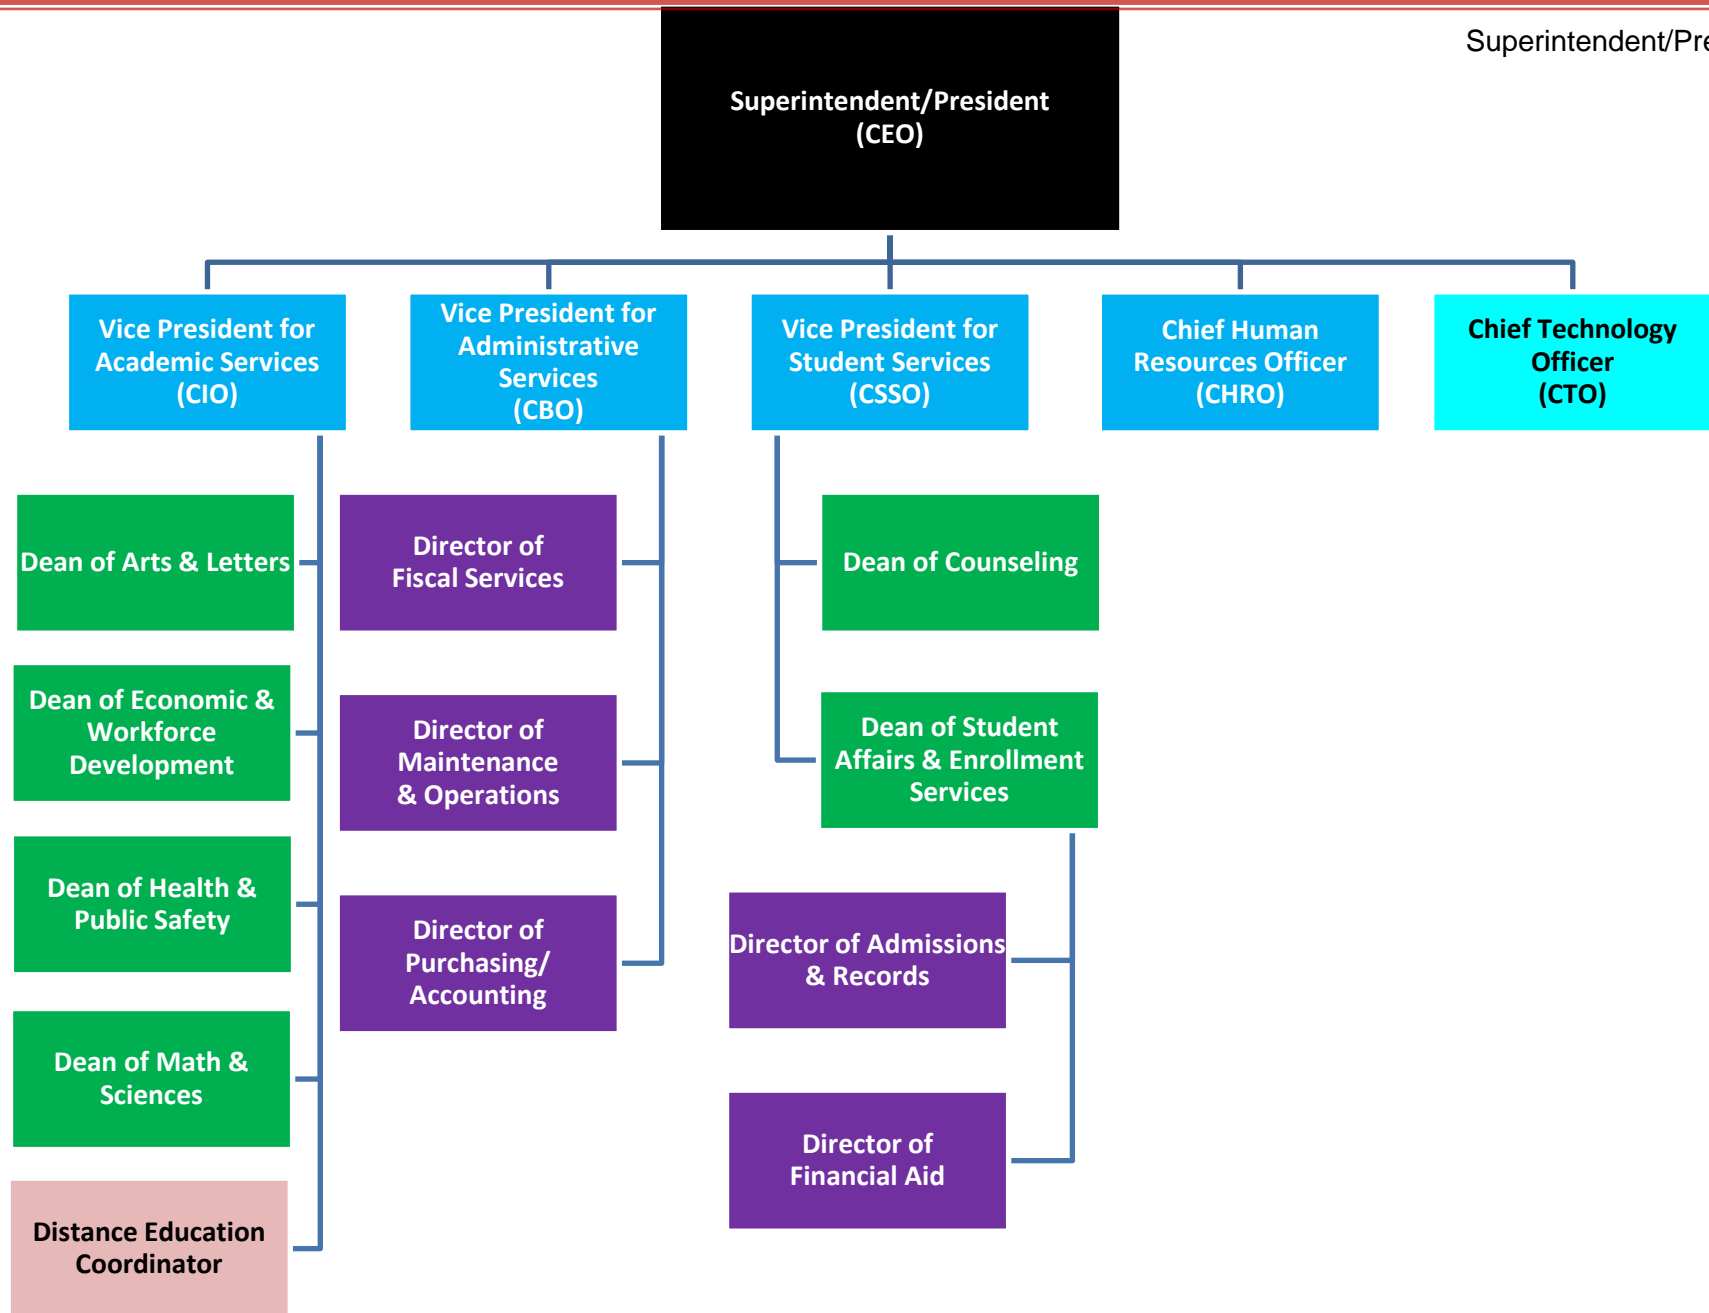 Superintendent/Pre
Superintendent/President
(CEO)
Vice President for
Academic Services
(CIO)
Vice President for
Administrative
Services
(CBO)
Vice President for
Student Services
(CSSO)
Chief Human
Resources Officer
(CHRO)
Chief Technology
Officer
(CTO)
Dean of Arts & Letters
Director of
Fiscal Services
Dean of Counseling
Dean of Economic &
Workforce
Development
Director of
Maintenance
& Operations
Dean of Student
Affairs & Enrollment
Services
Dean of Health &
Public Safety
Director of
Purchasing/
Accounting
Director of Admissions
& Records
Dean of Math &
Sciences
Director of
Financial Aid
Distance Education
Coordinator